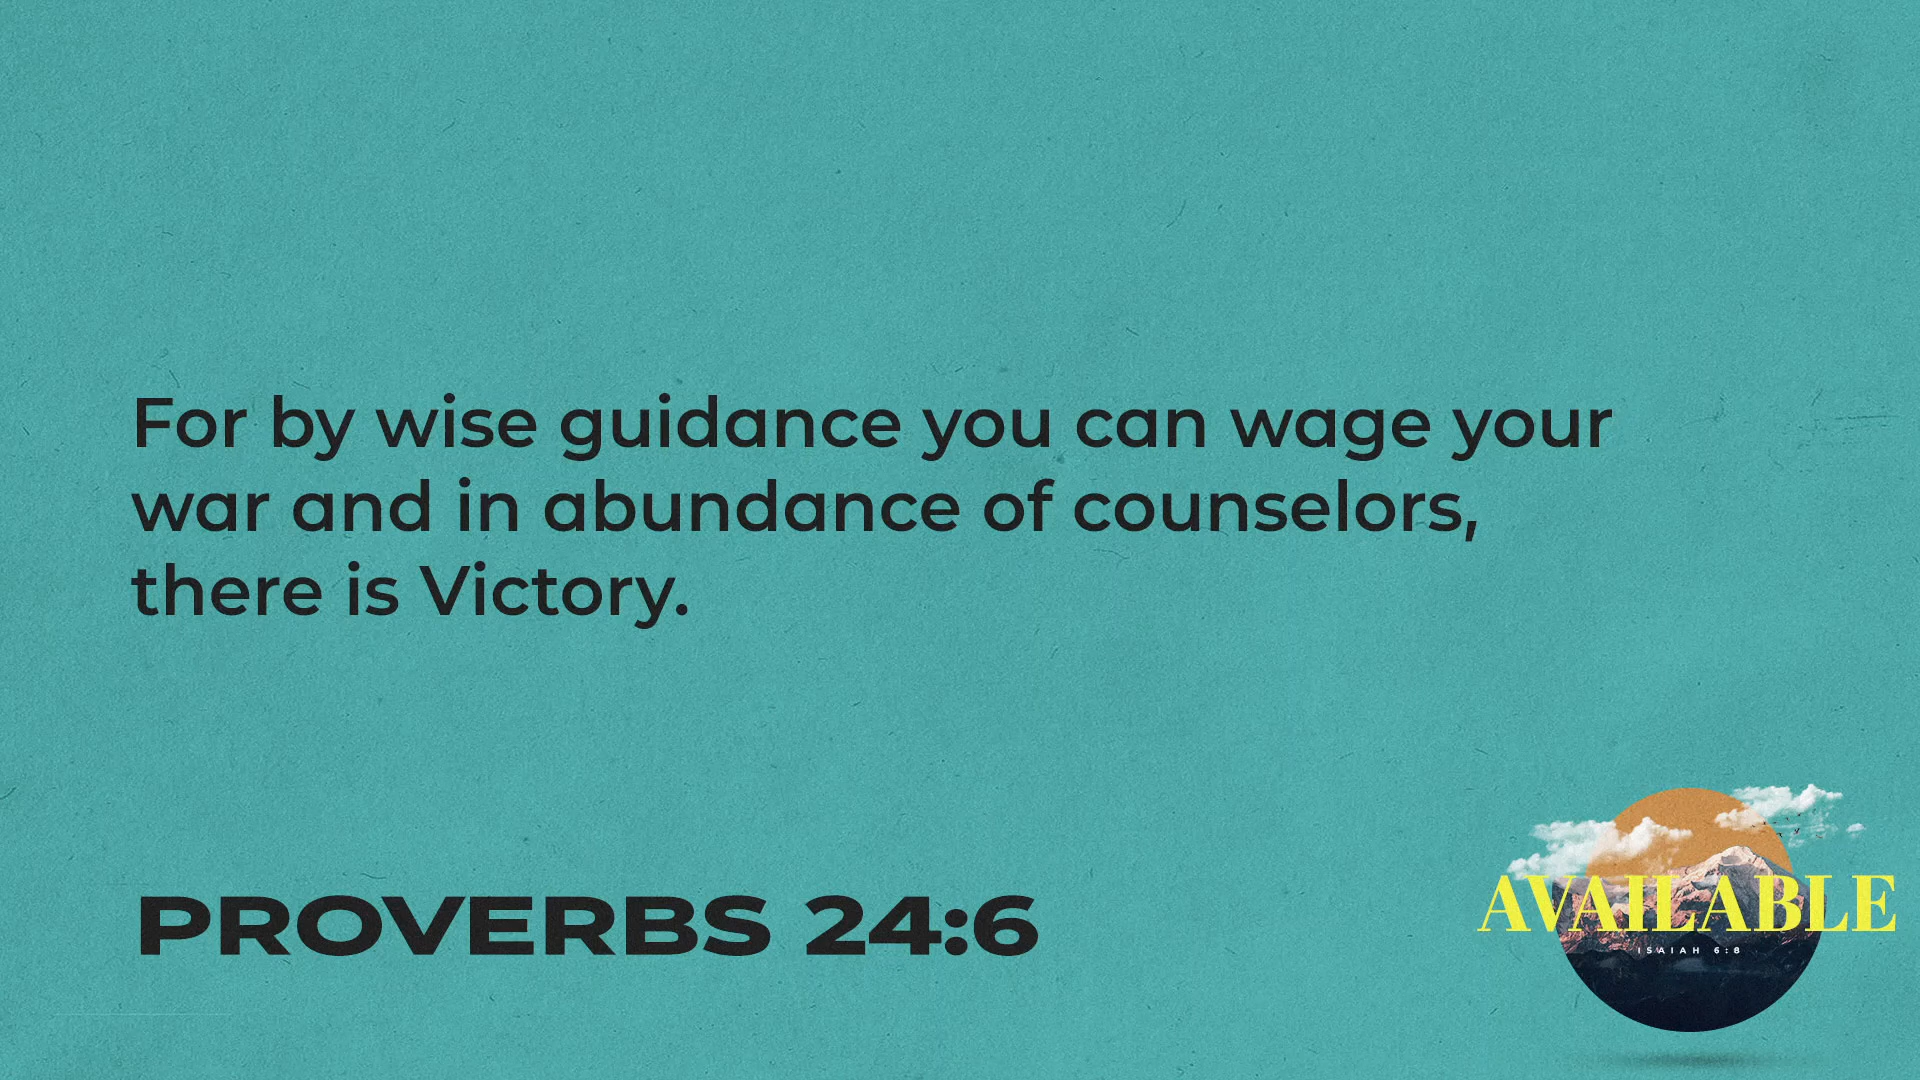 For by wise guidance you can wage your
war and in abundance of counselors,
there is Victory.
PROVERBS 24:6
AVAILABLE
ISAIAH 6:8